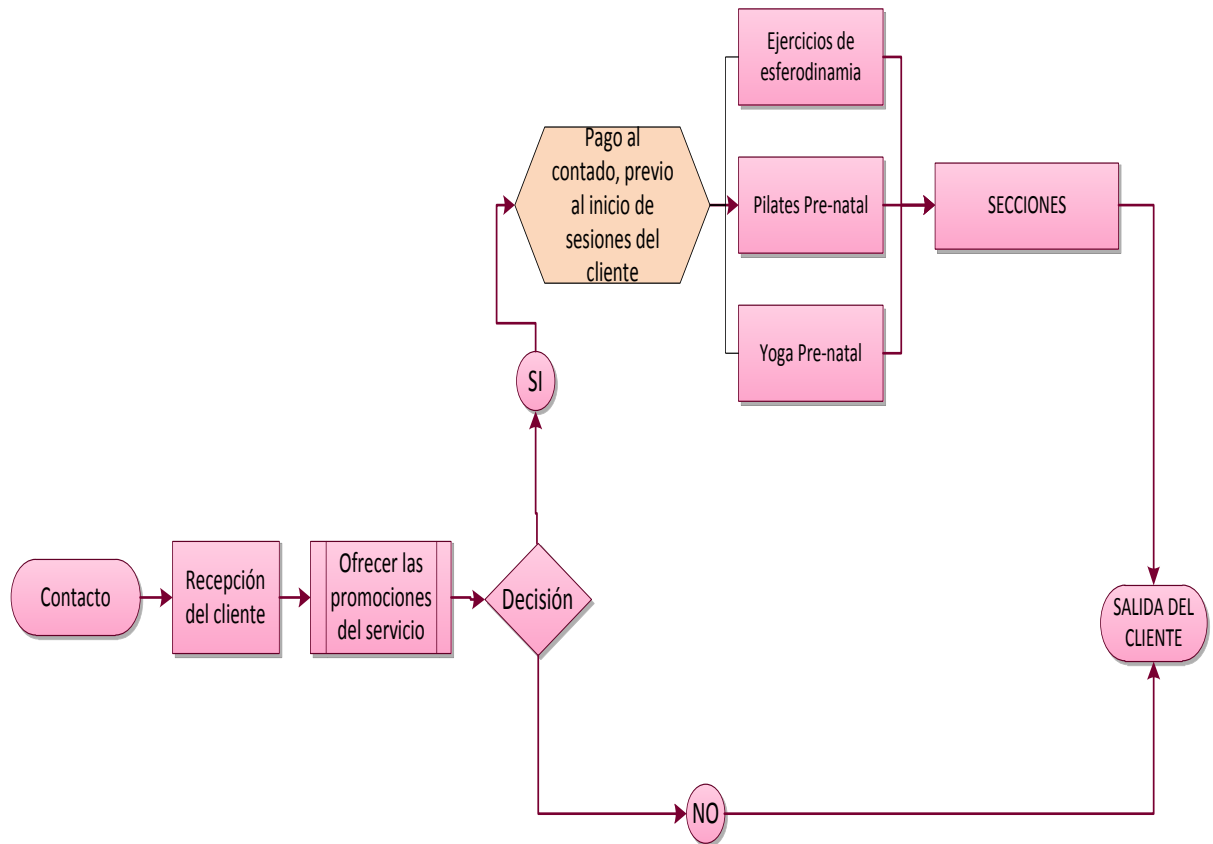 Ejercicios de
esferodinamia
Pago al
contado, previo
al inicio de
sesiones del
cliente
Pilates Pre-natal
SECCIONES
Yoga Pre-natal
SI
Contacto
Recepción
del cliente
Ofrecer las
promociones
del servicio
Decisión
SALIDA DEL
CLIENTE
NO